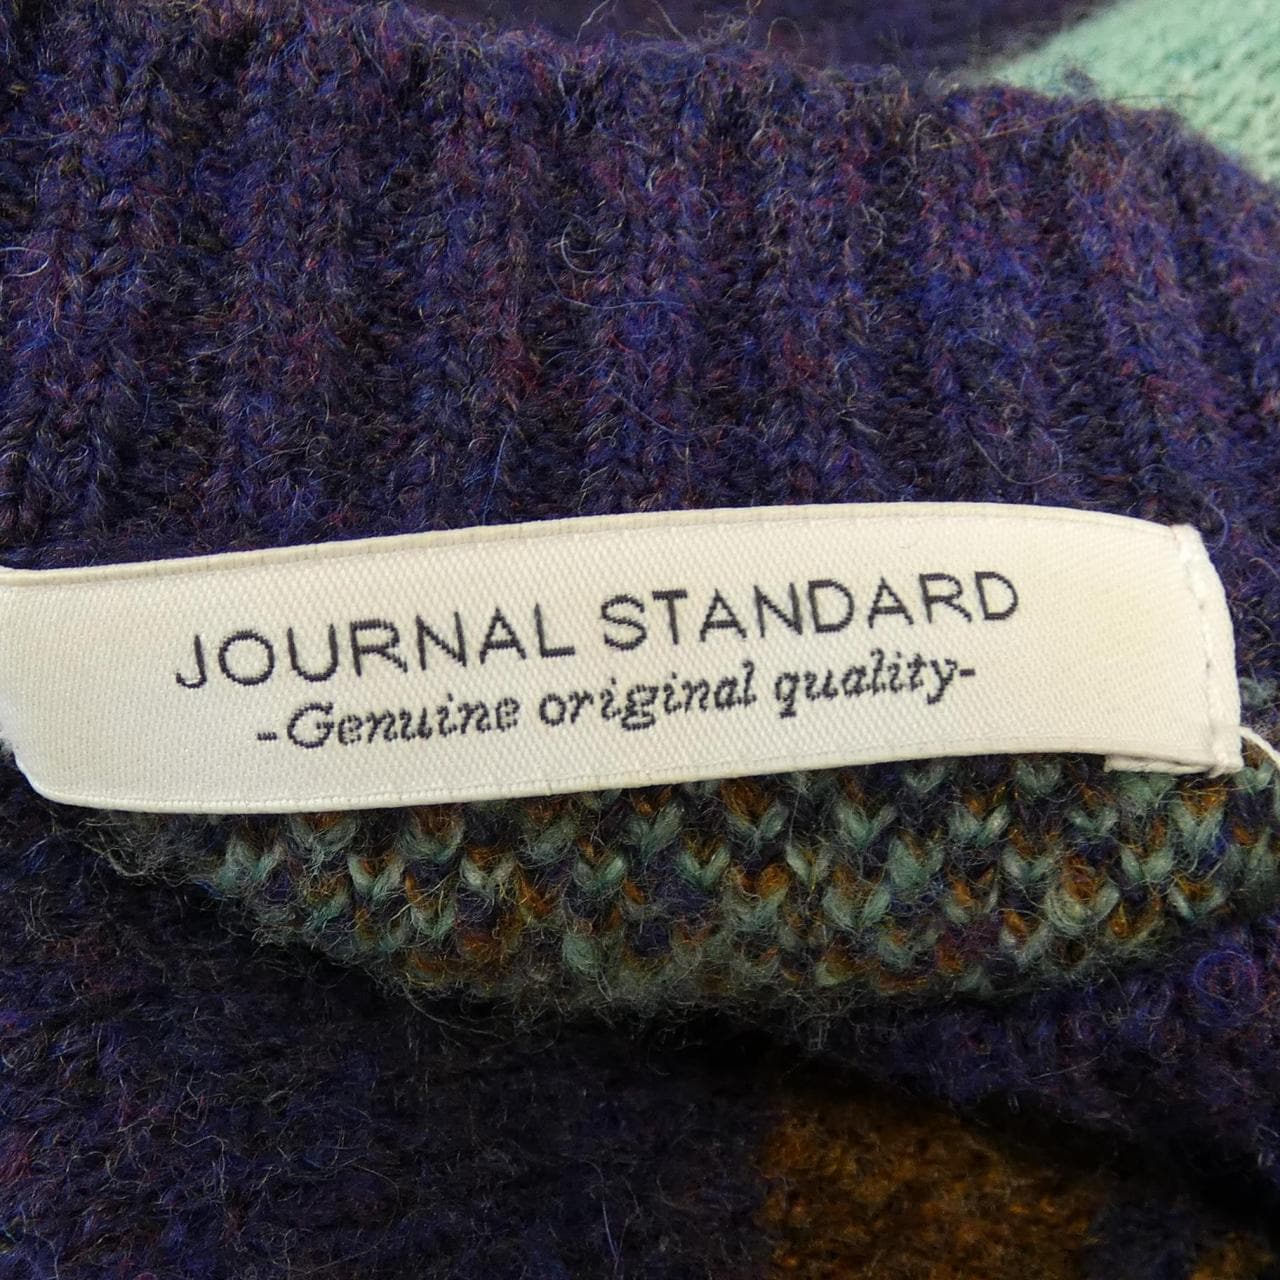 JOURNAL STANDARD
-Genuine original quality-